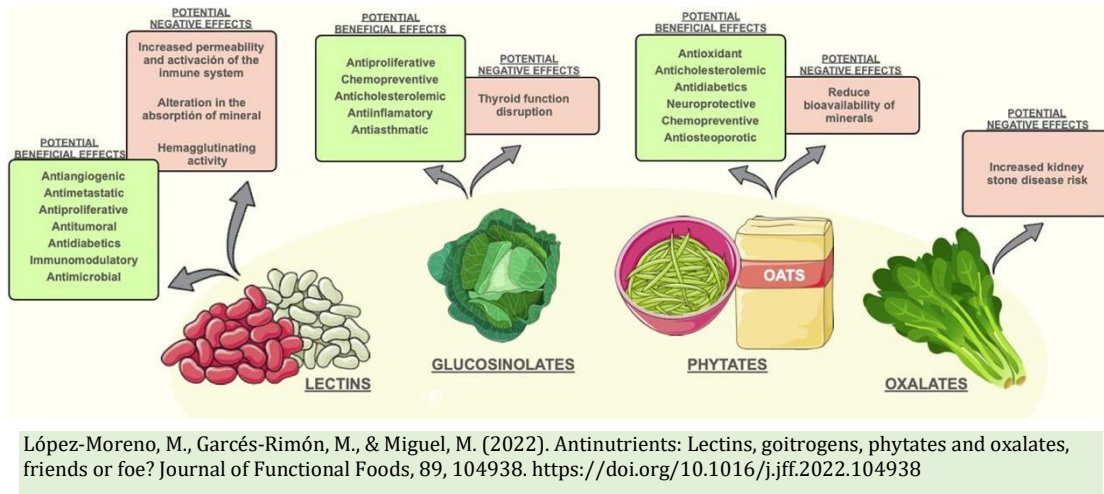 POTENTIAL
NEGATIVE EFFECTS
Increased permeability
and activación of the
inmune system
Alteration in the
absorptión of mineral
Hemagglutinating
activity
POTENTIAL
BENEFICIAL EFFECTS
Antiangiogenic
Antimetastatic
Antiproliferative
Antitumoral
Antidiabetics
Immunomodulatory
Antimicrobial
LECTINS
POTENTIAL
BENEFICIAL EFFECTS
Antiproliferative
Chemopreventive
Anticholesterolemic
Antiinflamatory
Antiasthmatic
POTENTIAL
NEGATIVE EFFECTS
Thyroid function
disruption
GLUCOSINOLATES
POTENTIAL
BENEFICIAL EFFECTS
Antioxidant
Anticholesterolemic
Antidiabetics
Neuroprotective
Chemopreventive
Antiosteoporotic
POTENTIAL
NEGATIVE EFFECTS
Reduce
bioavailability of
minerals
OATS
PHYTATES
POTENTIAL
NEGATIVE EFFECTS
Increased kidney
stone disease risk
OXALATES
López-Moreno, M., Garcés-Rimón, M., & Miguel, M. (2022). Antinutrients: Lectins, goitrogens, phytates and oxalates,
friends or foe? Journal of Functional Foods, 89, 104938. https://doi.org/10.1016/j.jff.2022.104938